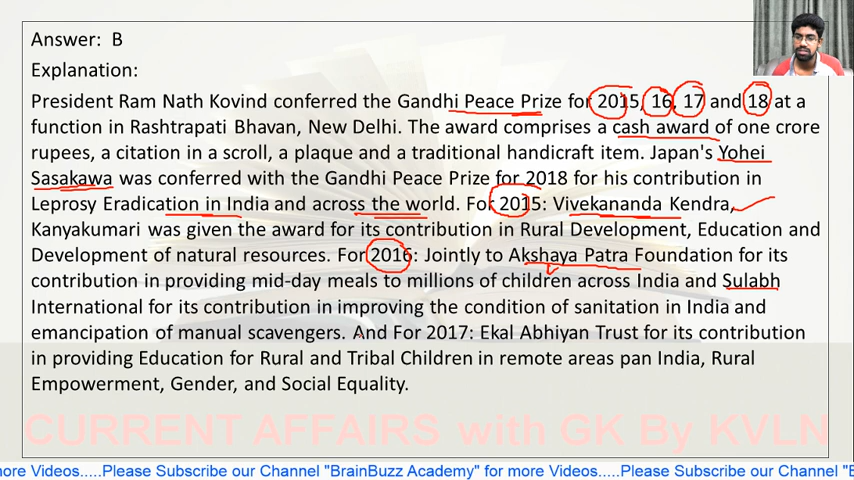 Answer: B
Explanation:
President Ram Nath Kovind conferred the Gandhi Peace Prize for 2015, 16, 17 and 18 at a
function in Rashtrapati Bhavan, New Delhi. The award comprises a cash award of one crore
rupees, a citation in a scroll, a plaque and a traditional handicraft item. Japan's Yohei
Sasakawa was conferred with the Gandhi Peace Prize for 2018 for his contribution in
Leprosy Eradication in India and across the world. For 2015: Vivekananda Kendra,
Kanyakumari was given the award for its contribution in Rural Development, Education and
Development of natural resources. For 2016: Jointly to Akshaya Patra Foundation for its
contribution in providing mid-day meals to millions of children across India and Sulabh
International for its contribution in improving the condition of sanitation in India and
emancipation of manual scavengers. And For 2017: Ekal Abhiyan Trust for its contribution
in providing Education for Rural and Tribal Children in remote areas pan India, Rural
Empowerment, Gender, and Social Equality.
CURRENT AFFAIRS with GK By KVLN
more Videos.....Please Subscribe our Channel "BrainBuzz Academy" for more Videos.....Please Subscribe our Channel "B